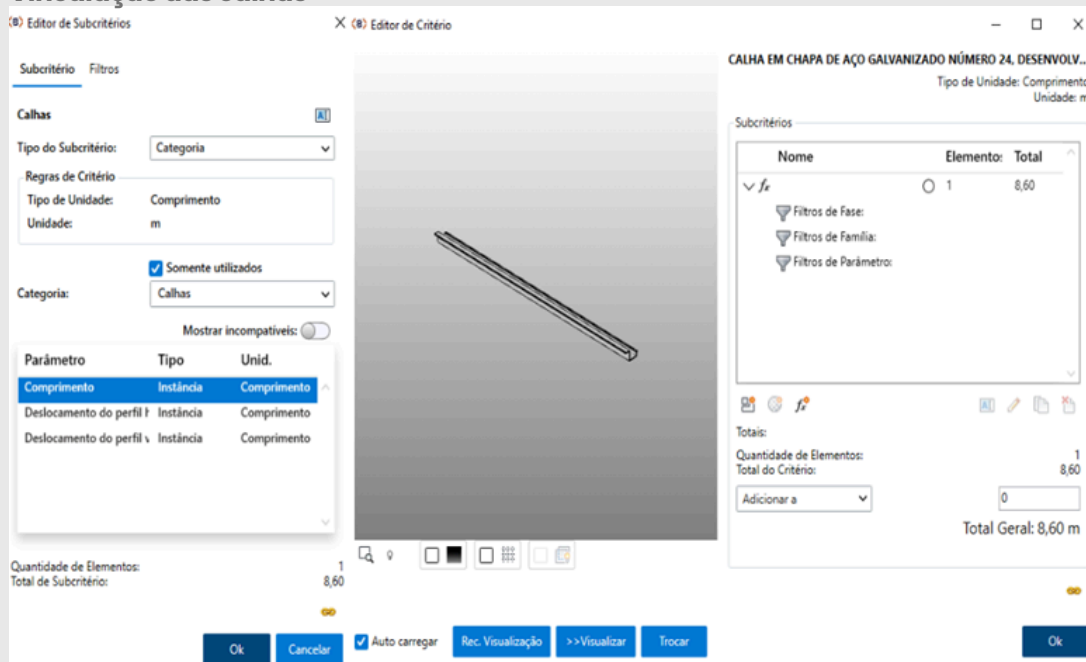 (B) Editor de Subcritérios
Subcritério Filtros
Calhas
Tipo do Subcritério: Categoria
Regras de Critério
Tipo de Unidade: Comprimento
Unidade: m
Somente utilizados
Categoria: Calhas
Mostrar incompatíveis:
Parâmetro Tipo Unid.
Comprimento Instância Comprimento
Deslocamento do perfil h Instância Comprimento
Deslocamento do perfil v Instância Comprimento
Quantidade de Elementos: 1
Total de Subcritério: 8,60
Ok Cancelar
(B) Editor de Critério
Auto carregar Rec. Visualização >>Visualizar Trocar
CALHA EM CHAPA DE AÇO GALVANIZADO NÚMERO 24, DESENVOLV...
Tipo de Unidade: Comprimento
Unidade: m
Subcritérios
Nome Elemento: Total
fx 1 8,60
Filtros de Fase:
Filtros de Família:
Filtros de Parâmetro:
Totais:
Quantidade de Elementos: 1
Total do Critério: 8,60
Adicionar a 0
Total Geral: 8,60 m
Ok